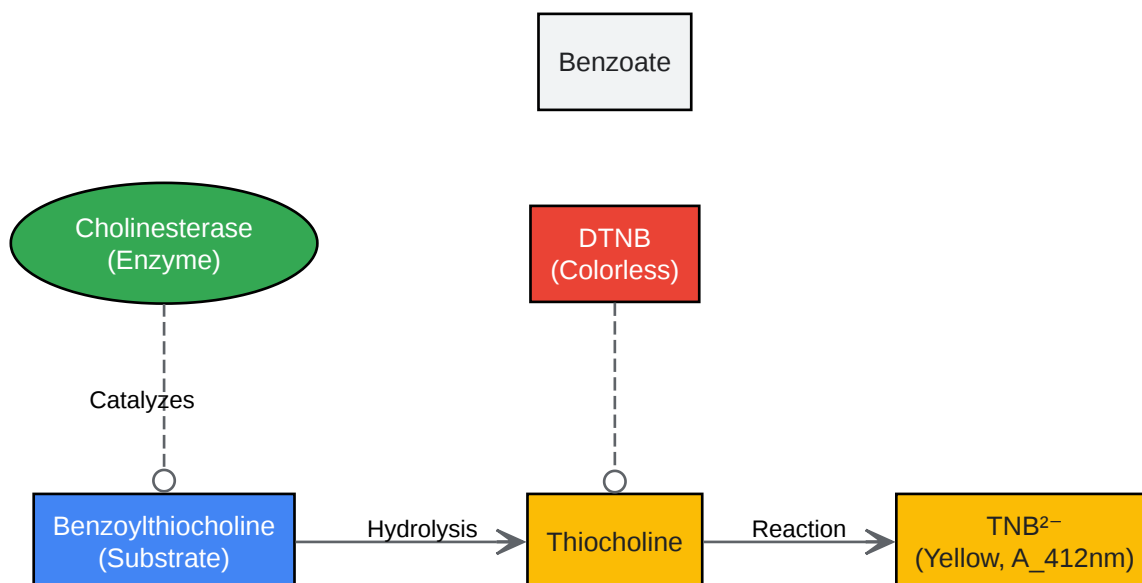 Benzoate
Cholinesterase
(Enzyme)
DTNB
(Colorless)
Catalyzes
Benzoylthiocholine
(Substrate)
Hydrolysis
Thiocholine
Reaction
TNB²⁻
(Yellow, A_412nm)